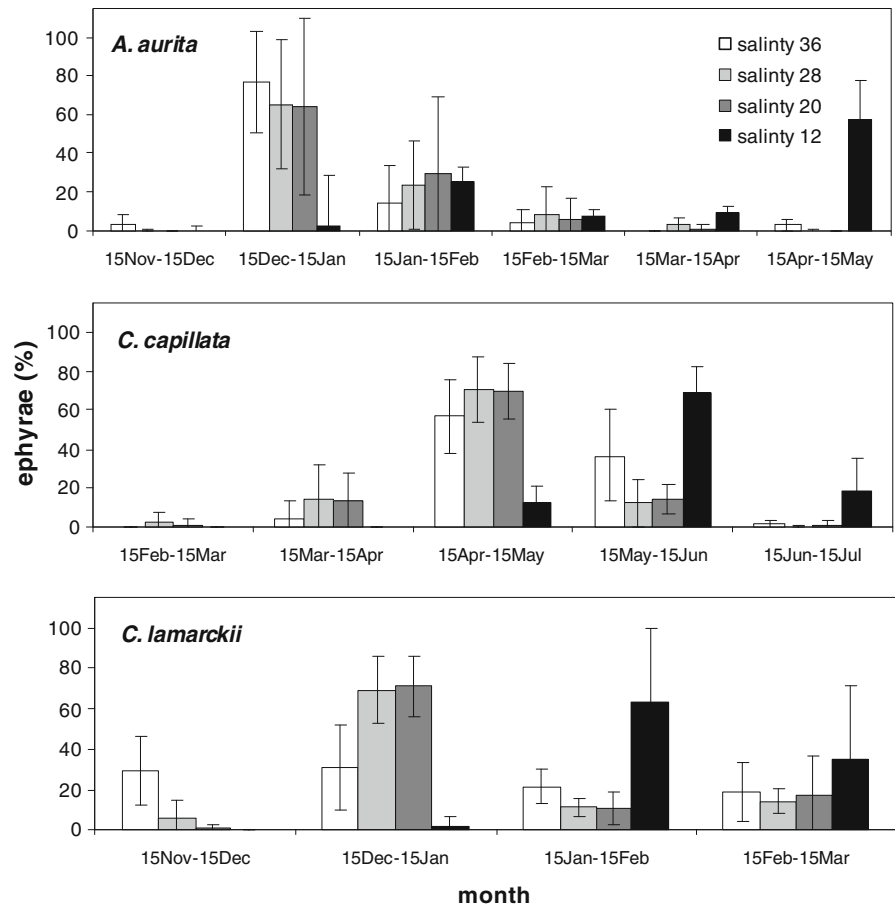 A. aurita
salinty 36
salinty 28
salinty 20
salinty 12
100
80
60
40
20
0
15Nov-15Dec 15Dec-15Jan 15Jan-15Feb 15Feb-15Mar 15Mar-15Apr 15Apr-15May
C. capillata
ephyrae (%)
100
80
60
40
20
0
15Feb-15Mar 15Mar-15Apr 15Apr-15May 15May-15Jun 15Jun-15Jul
C. lamarckii
100
80
60
40
20
0
15Nov-15Dec 15Dec-15Jan 15Jan-15Feb 15Feb-15Mar
month